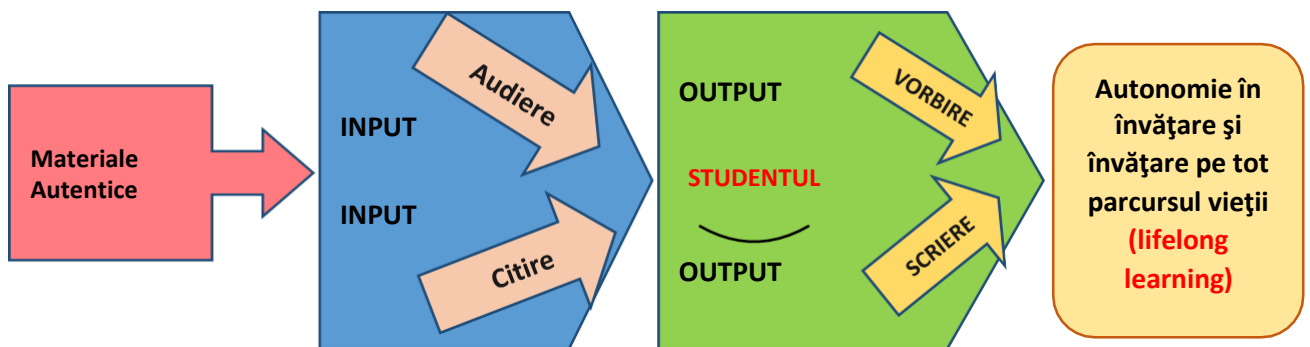 Materiale
Autentice
INPUT
INPUT
Audiere
Citire
OUTPUT
STUDENTUL
OUTPUT
VORBIRE
SCRIERE
Autonomie în
învăţare şi
învăţare pe tot
parcursul vieţii
(lifelong
learning)